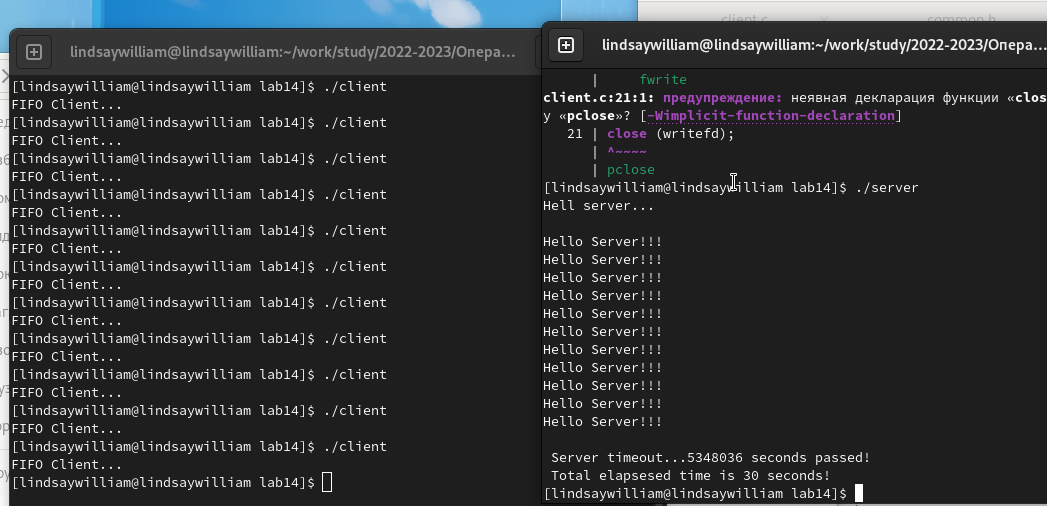 client.c
common.h
lindsaywilliam@lindsaywilliam:~/work/study/2022-2023/Опера...
[lindsaywilliam@lindsaywilliam lab14]$ ./client
FIFO Client...
[lindsaywilliam@lindsaywilliam lab14]$ ./client
FIFO Client...
[lindsaywilliam@lindsaywilliam lab14]$ ./client
FIFO Client...
[lindsaywilliam@lindsaywilliam lab14]$ ./client
FIFO Client...
[lindsaywilliam@lindsaywilliam lab14]$ ./client
FIFO Client...
[lindsaywilliam@lindsaywilliam lab14]$ ./client
FIFO Client...
[lindsaywilliam@lindsaywilliam lab14]$ ./client
FIFO Client...
[lindsaywilliam@lindsaywilliam lab14]$ ./client
FIFO Client...
[lindsaywilliam@lindsaywilliam lab14]$ ./client
FIFO Client...
[lindsaywilliam@lindsaywilliam lab14]$ ./client
FIFO Client...
[lindsaywilliam@lindsaywilliam lab14]$ ./client
FIFO Client...
[lindsaywilliam@lindsaywilliam lab14]$
lindsaywilliam@lindsaywilliam:~/work/study/2022-2023/Опера...
| fwrite
client.c:21:1: предупреждение: неявная декларация функции «clos
у «pclose»? [-Wimplicit-function-declaration]
21 | close (writefd);
| ^~~~~
| pclose
[lindsaywilliam@lindsaywilliam lab14]$ ./server
Hell server...
Hello Server!!!
Hello Server!!!
Hello Server!!!
Hello Server!!!
Hello Server!!!
Hello Server!!!
Hello Server!!!
Hello Server!!!
Hello Server!!!
Hello Server!!!
Hello Server!!!
Server timeout...5348036 seconds passed!
Total elapsesed time is 30 seconds!
[lindsaywilliam@lindsaywilliam lab14]$